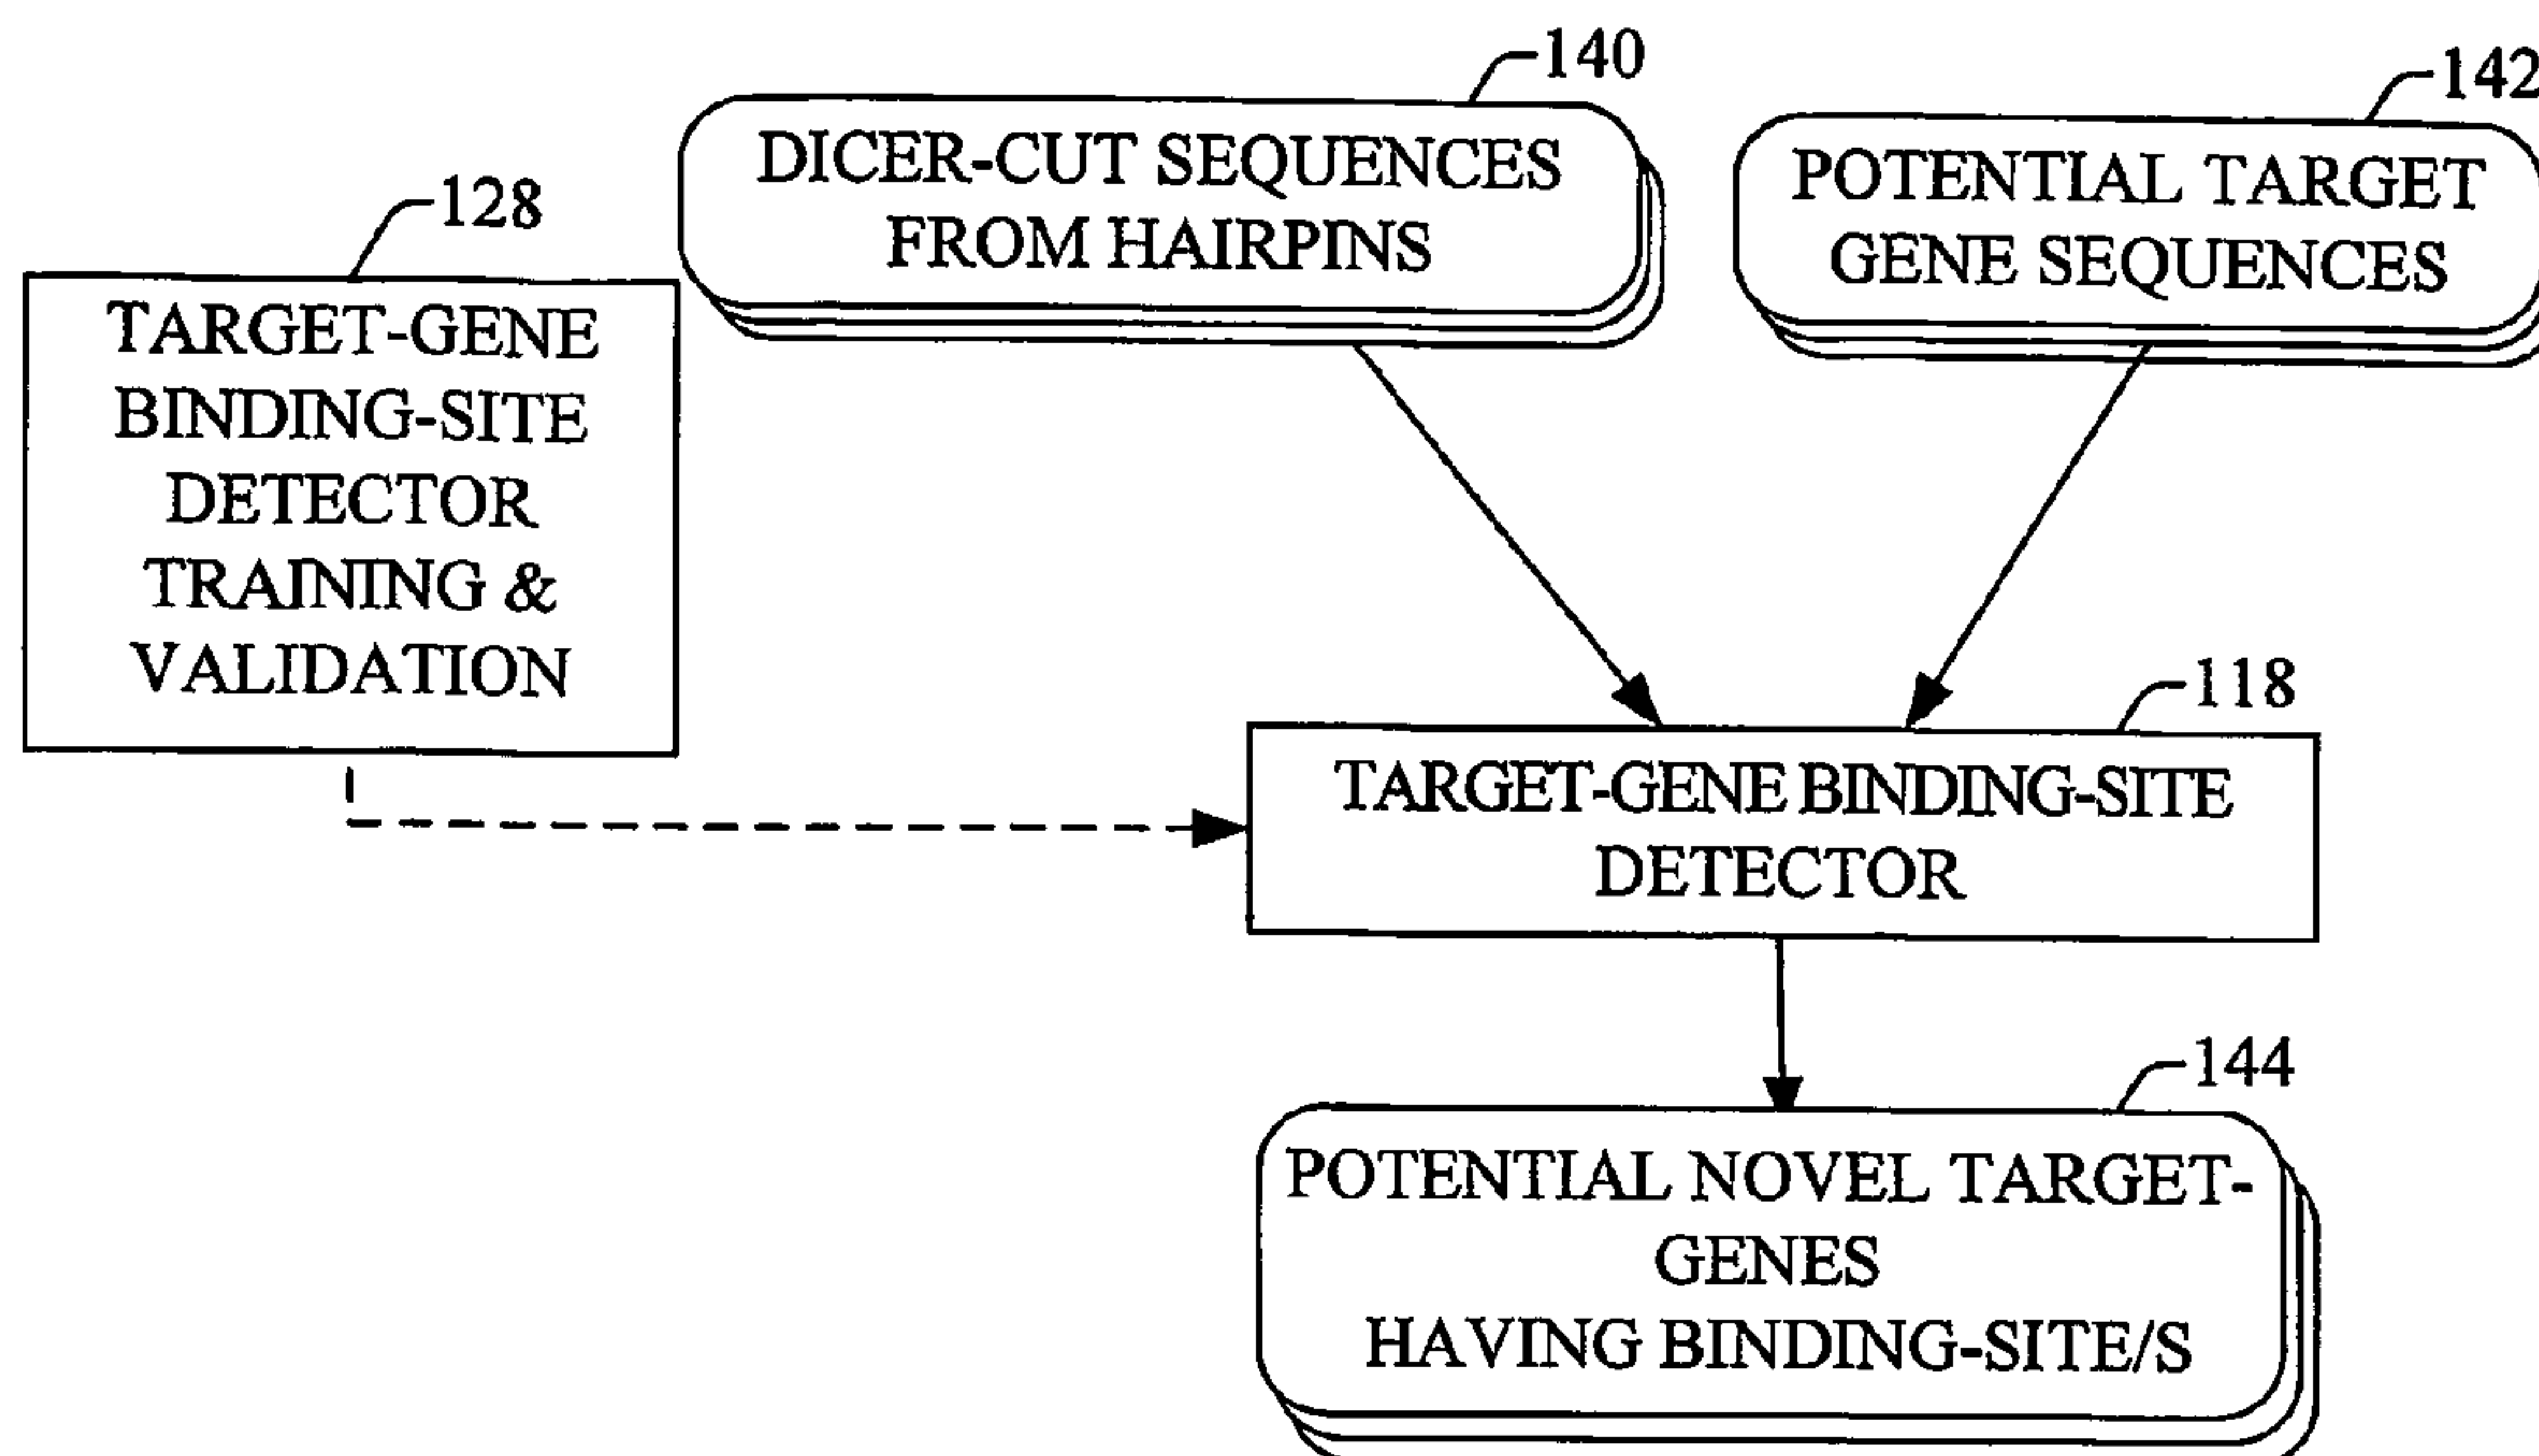 140
DICER-CUT SEQUENCES
FROM HAIRPINS
142
POTENTIAL TARGET
GENE SEQUENCES
128
TARGET-GENE
BINDING-SITE
DETECTOR
TRAINING &
VALIDATION
118
TARGET-GENE BINDING-SITE
DETECTOR
144
POTENTIAL NOVEL TARGET-
GENES
HAVING BINDING-SITE/S